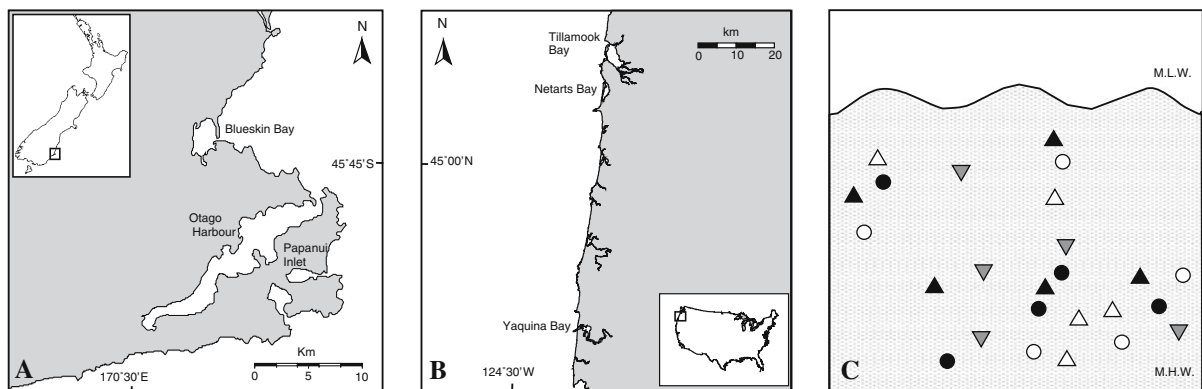 N
Blueskin Bay
45°45'S
Otago
Harbour
Papanui
Inlet
A
Km
0 5 10
170°30'E
N
km
0 10 20
Tillamook
Bay
Netarts Bay
45°00'N
Yaquina Bay
B
124°30'W
M.L.W.
C
M.H.W.